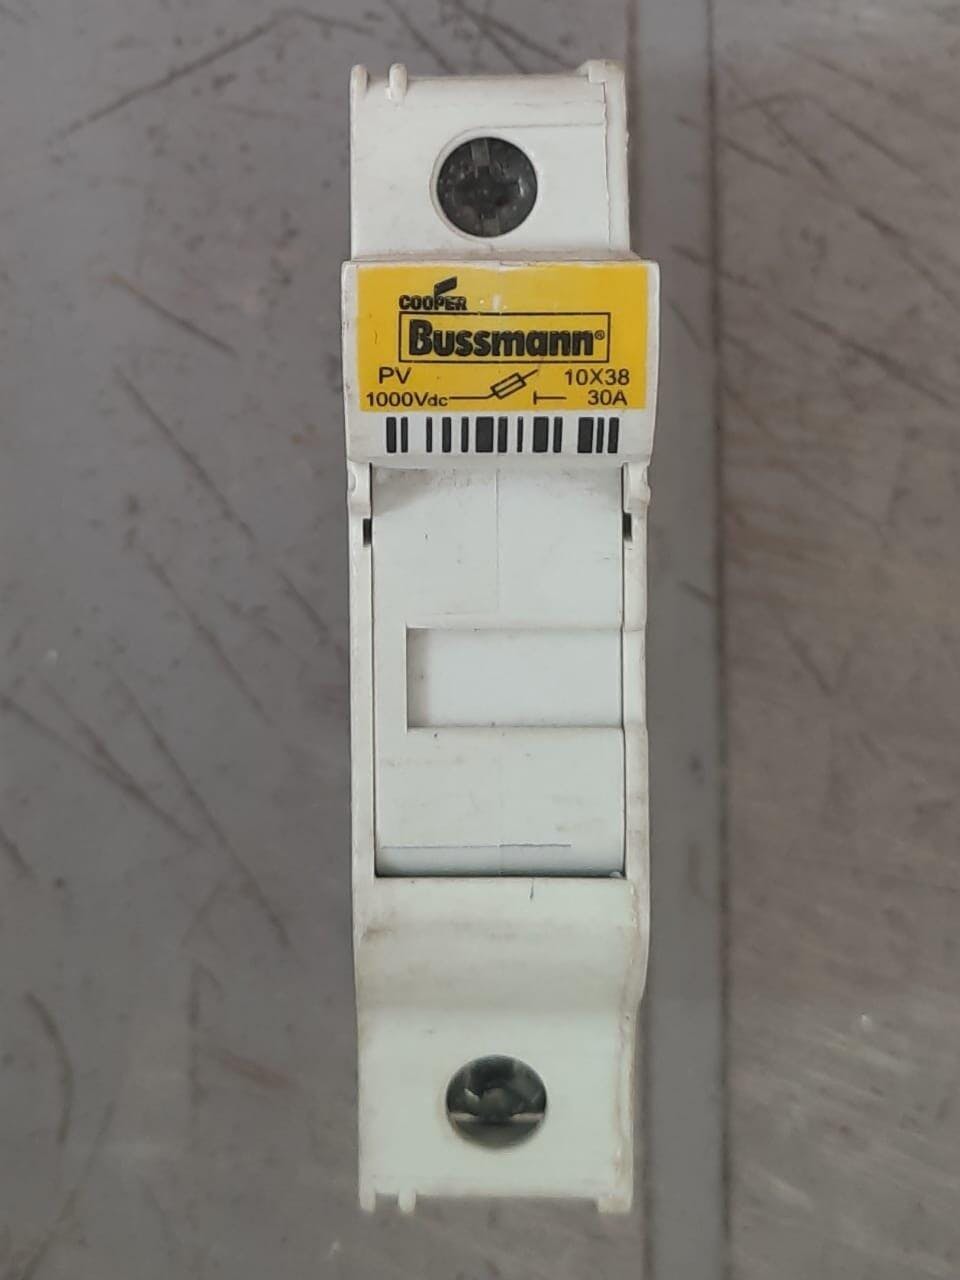 COOPER
Bussmann®
PV 10X38
1000Vdc 30A